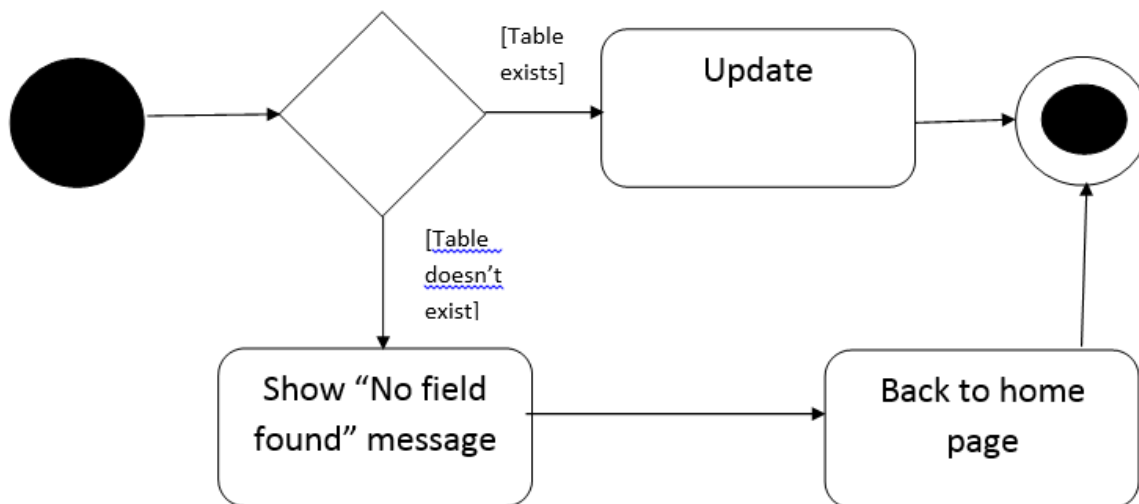 [Table
exists]
Update
[Table
doesn’t
exist]
Show “No field
found” message
Back to home
page